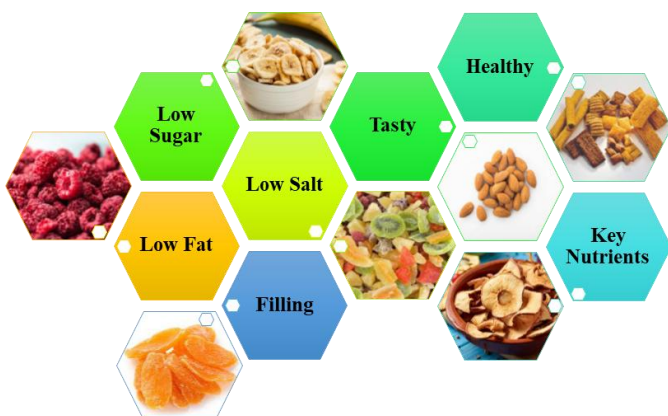 Healthy
Low
Sugar
Tasty
Low Salt
Low Fat
Key
Nutrients
Filling